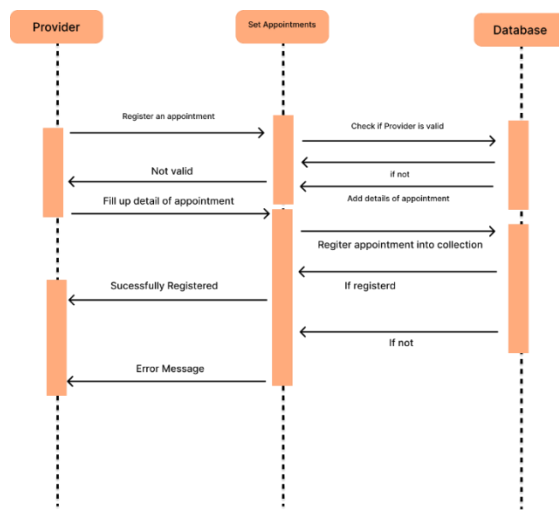 Provider
Set Appointments
Database
Register an appointment
Check if Provider is valid
Not valid
if not
Fill up detail of appointment
Add details of appointment
Regiter appointment into collection
Sucessfully Registered
If registerd
If not
Error Message